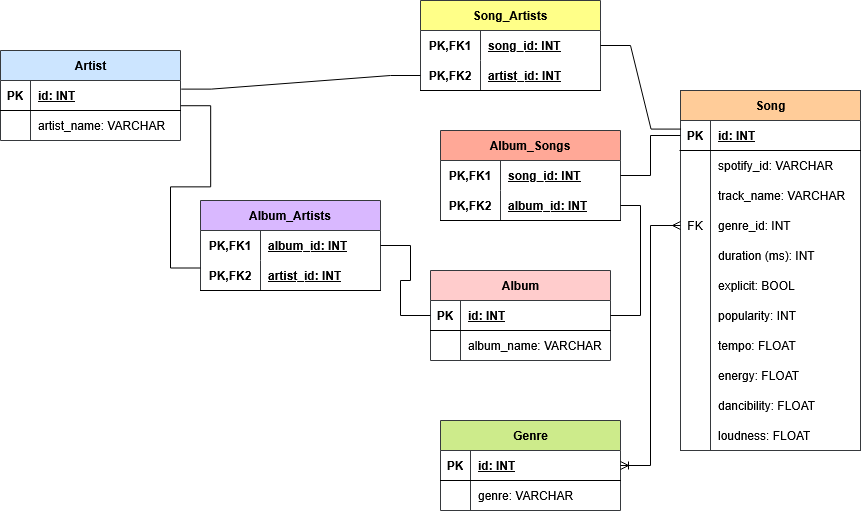 Song_Artists
PK,FK1 song_id: INT
PK,FK2 artist_id: INT
Artist
PK id: INT
artist_name: VARCHAR
Song
PK id: INT
spotify_id: VARCHAR
track_name: VARCHAR
FK genre_id: INT
duration (ms): INT
explicit: BOOL
popularity: INT
tempo: FLOAT
energy: FLOAT
dancibility: FLOAT
loudness: FLOAT
Album_Songs
PK,FK1 song_id: INT
PK,FK2 album_id: INT
Album_Artists
PK,FK1 album_id: INT
PK,FK2 artist_id: INT
Album
PK id: INT
album_name: VARCHAR
Genre
PK id: INT
genre: VARCHAR